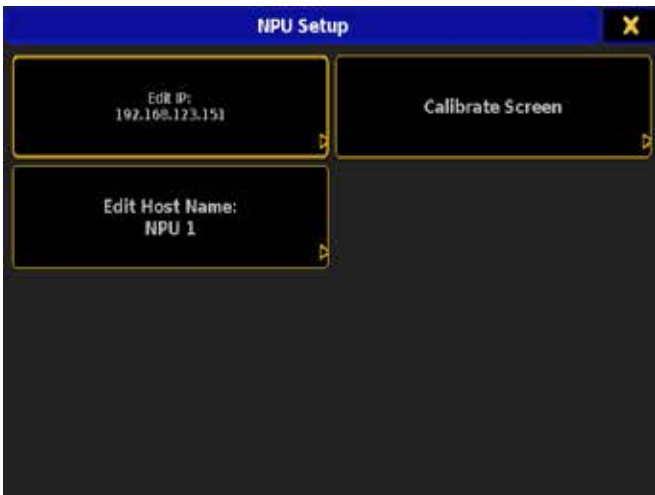 NPU Setup
X
Edit IP:
192.168.123.151
Calibrate Screen
Edit Host Name:
NPU 1